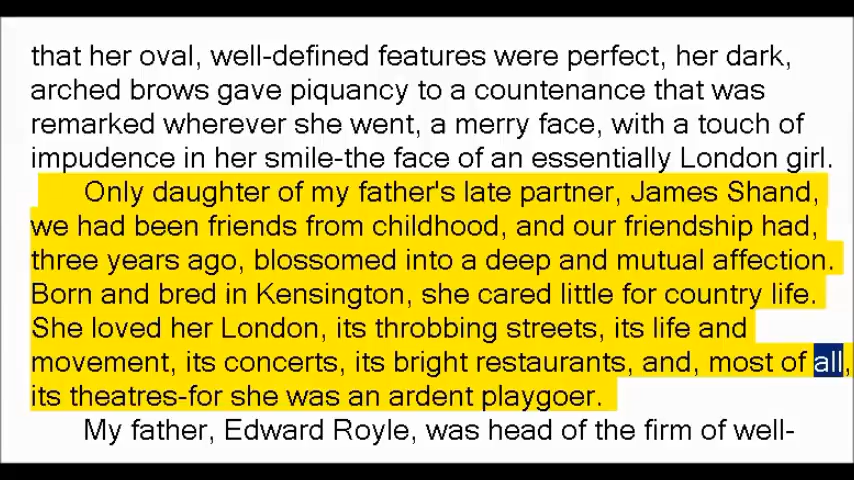 that her oval, well-defined features were perfect, her dark,
arched brows gave piquancy to a countenance that was
remarked wherever she went, a merry face, with a touch of
impudence in her smile-the face of an essentially London girl.
Only daughter of my father's late partner, James Shand,
we had been friends from childhood, and our friendship had,
three years ago, blossomed into a deep and mutual affection.
Born and bred in Kensington, she cared little for country life.
She loved her London, its throbbing streets, its life and
movement, its concerts, its bright restaurants, and, most of all,
its theatres-for she was an ardent playgoer.
My father, Edward Royle, was head of the firm of well-